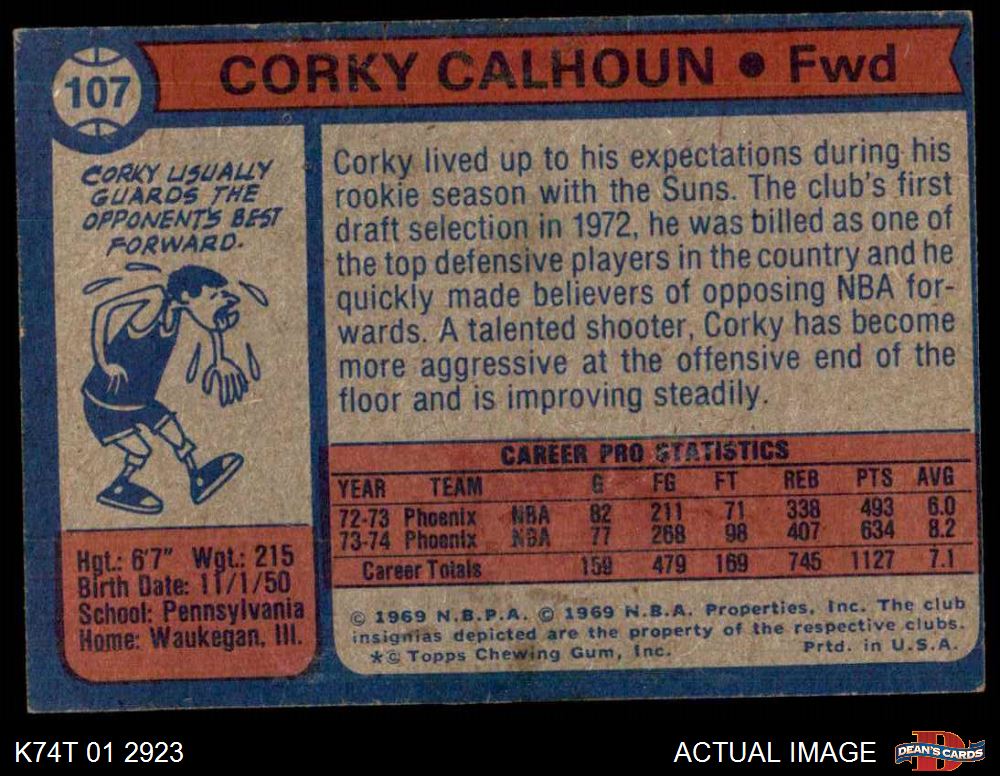 107
CORKY CALHOUN ● Fwd
CORKY USUALLY
GUARDS THE
OPPONENT'S BEST
FORWARD.
Corky lived up to his expectations during his
rookie season with the Suns. The club's first
draft selection in 1972, he was billed as one of
the top defensive players in the country and he
quickly made believers of opposing NBA for-
wards. A talented shooter, Corky has become
more aggressive at the offensive end of the
floor and is improving steadily.
Hgt.: 6'7" Wgt.: 215
Birth Date: 11/1/50
School: Pennsylvania
Home: Waukegan, Ill.
CAREER PRO STATISTICS
YEAR TEAM G FG FT REB PTS AVG
72-73 Phoenix NBA 82 211 71 338 493 6.0
73-74 Phoenix NBA 77 268 98 407 634 8.2
Career Totals 159 479 169 745 1127 7.1
© 1969 N.B.P.A. © 1969 N.B.A. Properties, Inc. The club
insignias depicted are the property of the respective clubs.
*© Topps Chewing Gum, Inc. Prtd. in U.S.A.
K74T 01 2923
ACTUAL IMAGE
DEAN'S CARDS